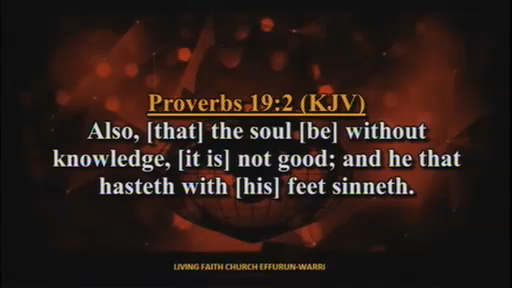 Proverbs 19:2 (KJV)
Also, [that] the soul [be] without
knowledge, [it is] not good; and he that
hasteth with [his] feet sinneth.
LIVING FAITH CHURCH EFFURUN-WARRI